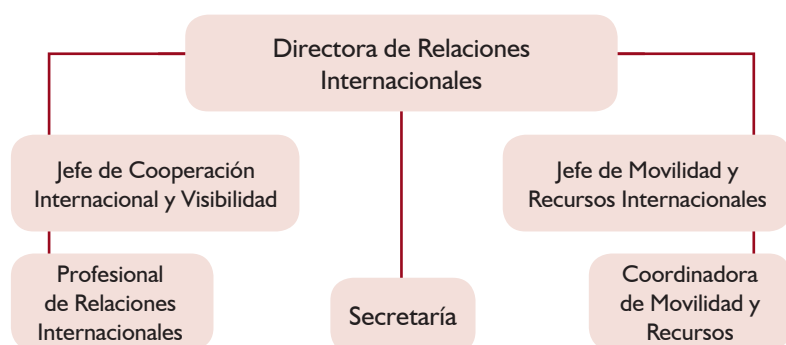 Directora de Relaciones
Internacionales
Jefe de Cooperación
Internacional y Visibilidad
Jefe de Movilidad y
Recursos Internacionales
Profesional
de Relaciones
Internacionales
Secretaría
Coordinadora
de Movilidad y
Recursos